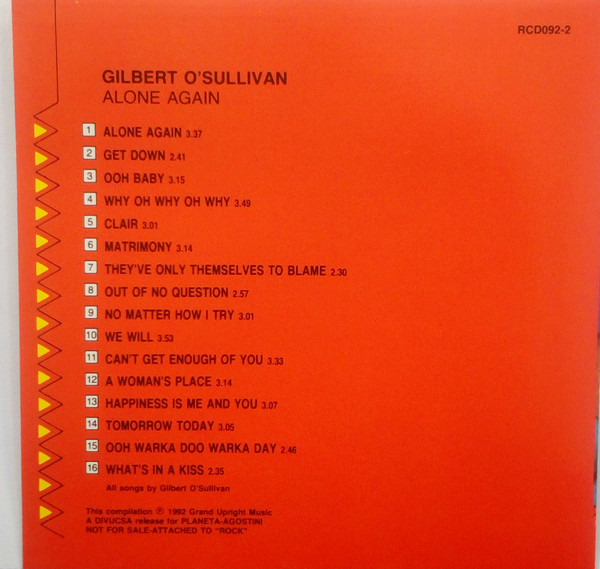 RCD092-2
GILBERT O'SULLIVAN
ALONE AGAIN
1 ALONE AGAIN 3.37
2 GET DOWN 2.41
3 OOH BABY 3.15
4 WHY OH WHY OH WHY 3.49
5 CLAIR 3.01
6 MATRIMONY 3.14
7 THEY'VE ONLY THEMSELVES TO BLAME 2.30
8 OUT OF NO QUESTION 2.57
9 NO MATTER HOW I TRY 3.01
10 WE WILL 3.53
11 CAN'T GET ENOUGH OF YOU 3.33
12 A WOMAN'S PLACE 3.14
13 HAPPINESS IS ME AND YOU 3.07
14 TOMORROW TODAY 3.05
15 OOH WARKA DOO WARKA DAY 2.46
16 WHAT'S IN A KISS 2.35
All songs by Gilbert O'Sullivan
This compilation ℗ 1992 Grand Upright Music
A DIVUCSA release for PLANETA-AGOSTINI
NOT FOR SALE-ATTACHED TO "ROCK"